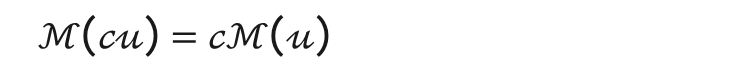 ℳ(cu) = cℳ(u)